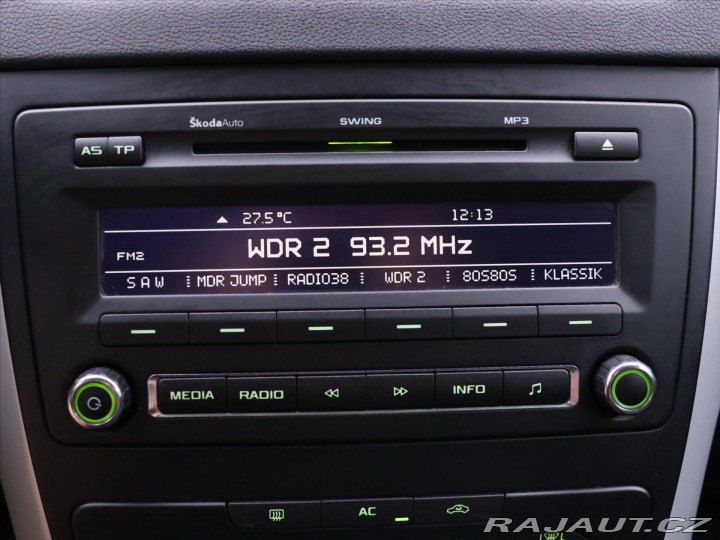 ŠkodaAuto SWING MP3
AS TP
27.5°C 12:13
FM2 WDR 2 93.2 MHz
SAW MDR JUMP RADIO38 WDR 2 80S80S KLASSIK
MEDIA RADIO INFO
AC
RAJAUT.CZ